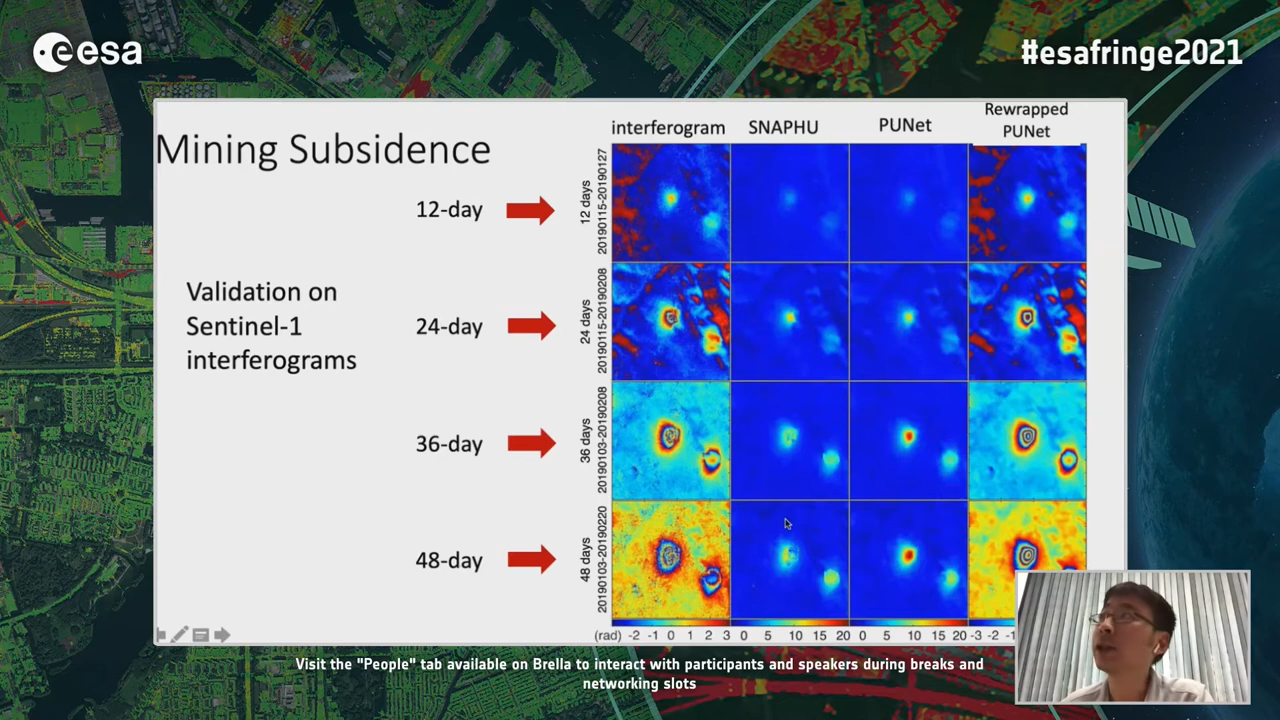 esa
#esafringe2021
Mining Subsidence
interferogram SNAPHU PUNet Rewrapped
PUNet
12-day
12 days
20190115-20190127
Validation on
Sentinel-1
interferograms
24-day
24 days
20190115-20190208
36-day
36 days
20190103-20190208
48-day
48 days
20190103-20190220
(rad) -2 -1 0 1 2 3 0 5 10 15 20 0 5 10 15 20 -3 -2 -1
Visit the "People" tab available on Brella to interact with participants and speakers during breaks and
networking slots